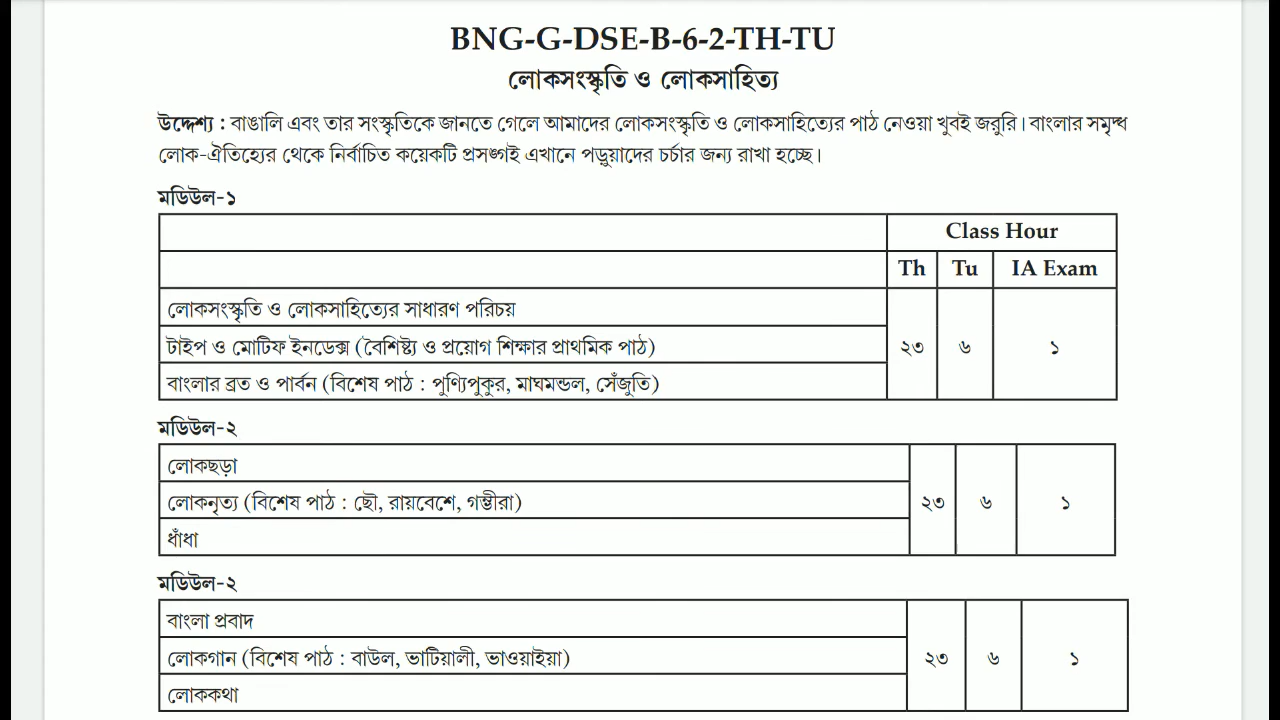 BNG-G-DSE-B-6-2-TH-TU
লোকসংস্কৃতি ও লোকসাহিত্য
উদ্দেশ্য : বাঙালি এবং তার সংস্কৃতিকে জানতে গেলে আমাদের লোকসংস্কৃতি ও লোকসাহিত্যের পাঠ নেওয়া খুবই জরুরি। বাংলার সমৃদ্ধ
লোক-ঐতিহ্যের থেকে নির্বাচিত কয়েকটি প্রসঙ্গই এখানে পড়ুয়াদের চর্চার জন্য রাখা হচ্ছে।
মডিউল-১
Class Hour
Th Tu IA Exam
লোকসংস্কৃতি ও লোকসাহিত্যের সাধারণ পরিচয়
টাইপ ও মোটিফ ইনডেক্স (বৈশিষ্ট্য ও প্রয়োগ শিক্ষার প্রাথমিক পাঠ) ২৩ ৬ ১
বাংলার ব্রত ও পার্বন (বিশেষ পাঠ : পুণ্যিপুকুর, মাঘমন্ডল, সেঁজুতি)
মডিউল-২
লোকছড়া
লোকনৃত্য (বিশেষ পাঠ : ছৌ, রায়বেশে, গম্ভীরা) ২৩ ৬ ১
ধাঁধা
মডিউল-২
বাংলা প্রবাদ
লোকগান (বিশেষ পাঠ : বাউল, ভাটিয়ালী, ভাওয়াইয়া) ২৩ ৬ ১
লোককথা